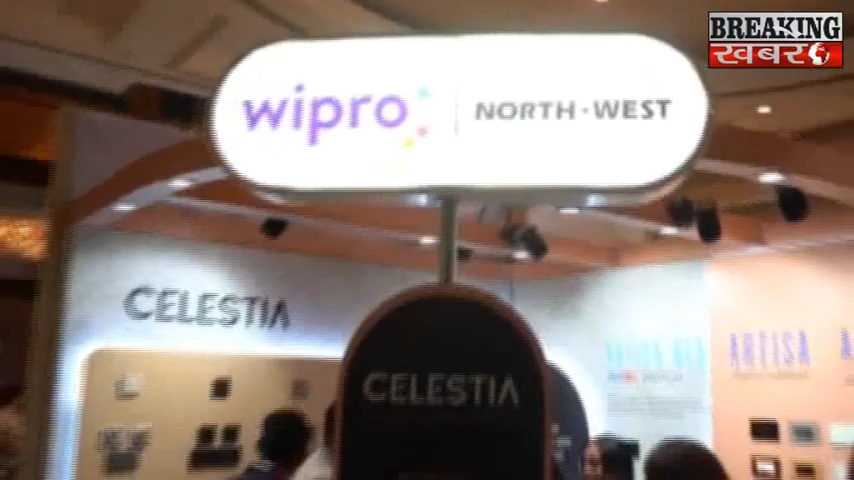 BREAKING
खबर
wipro NORTH-WEST
CELESTIA
CELESTIA
ARTISA